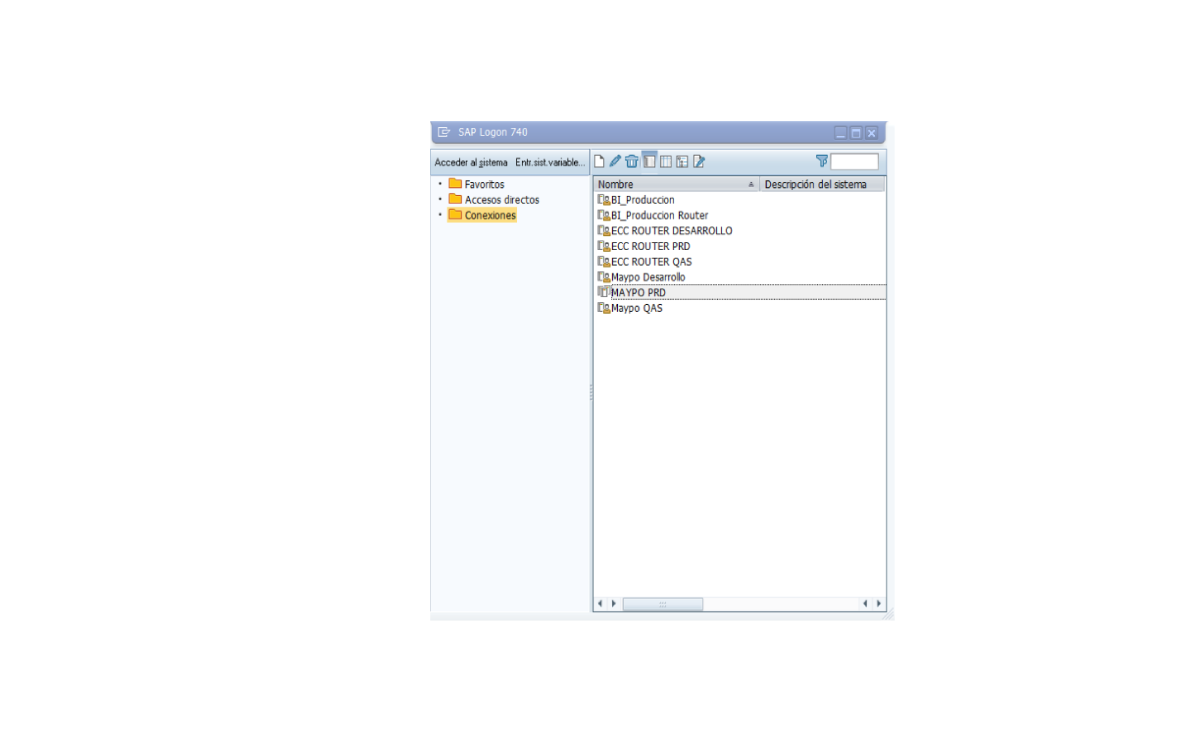 SAP Logon 740
Acceder al sistema Entr.sist.variable...
Favoritos
Accesos directos
Conexiones
Nombre Descripción del sistema
BI_Produccion
BI_Produccion Router
ECC ROUTER DESARROLLO
ECC ROUTER PRD
ECC ROUTER QAS
Maypo Desarrollo
MAYPO PRD
Maypo QAS